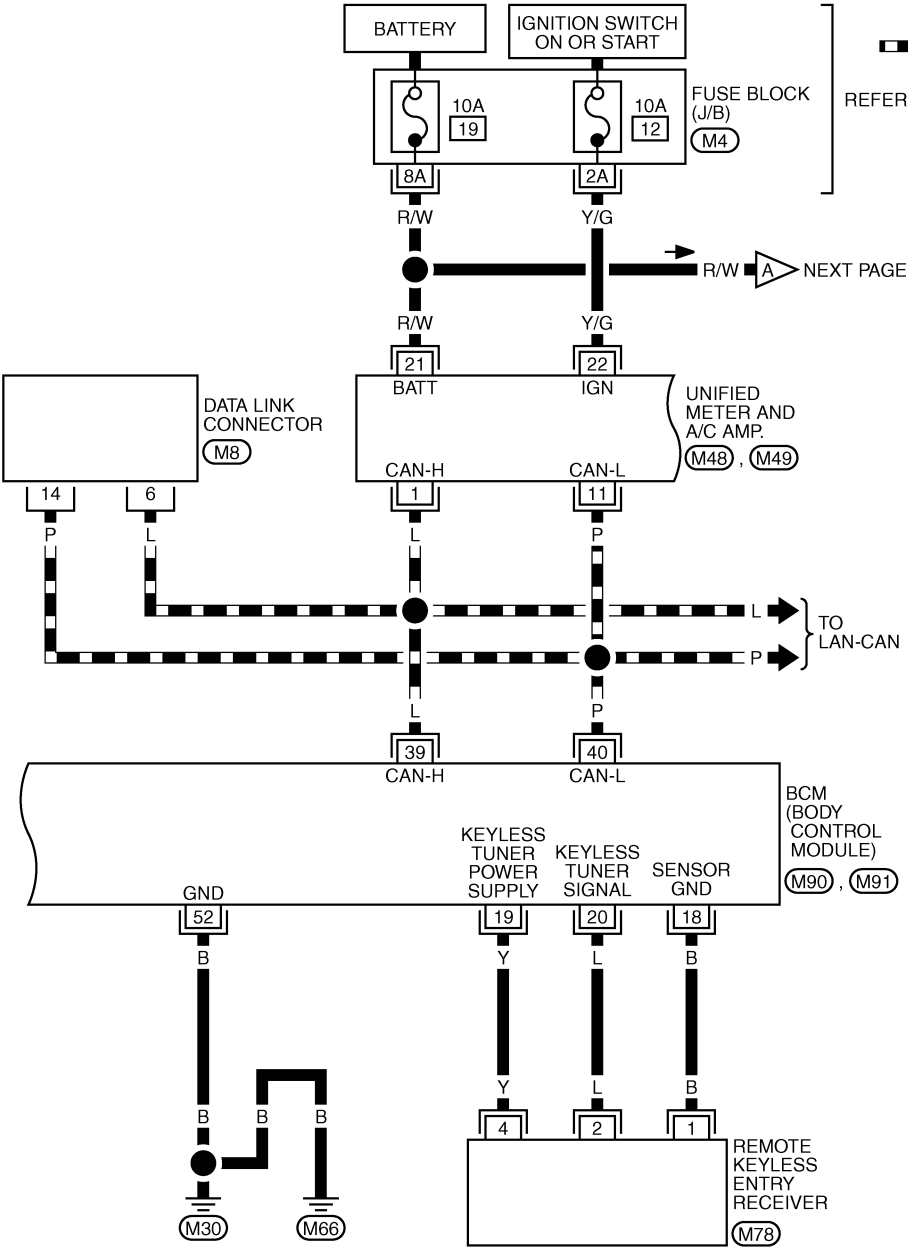 BATTERY
IGNITION SWITCH
ON OR START
10A
19
10A
12
FUSE BLOCK
(J/B)
M4
REFER
8A
2A
R/W
Y/G
R/W
A
NEXT PAGE
R/W
Y/G
21
22
BATT
IGN
UNIFIED
METER AND
A/C AMP.
M48 , M49
DATA LINK
CONNECTOR
M8
CAN-H
CAN-L
14
6
1
11
P
L
L
P
L
P
TO
LAN-CAN
L
P
39
40
CAN-H
CAN-L
BCM
(BODY
CONTROL
MODULE)
M90 , M91
GND
KEYLESS
TUNER
POWER
SUPPLY
KEYLESS
TUNER
SIGNAL
SENSOR
GND
52
19
20
18
B
Y
L
B
Y
L
B
B
B
B
4
2
1
REMOTE
KEYLESS
ENTRY
RECEIVER
M78
M30
M66